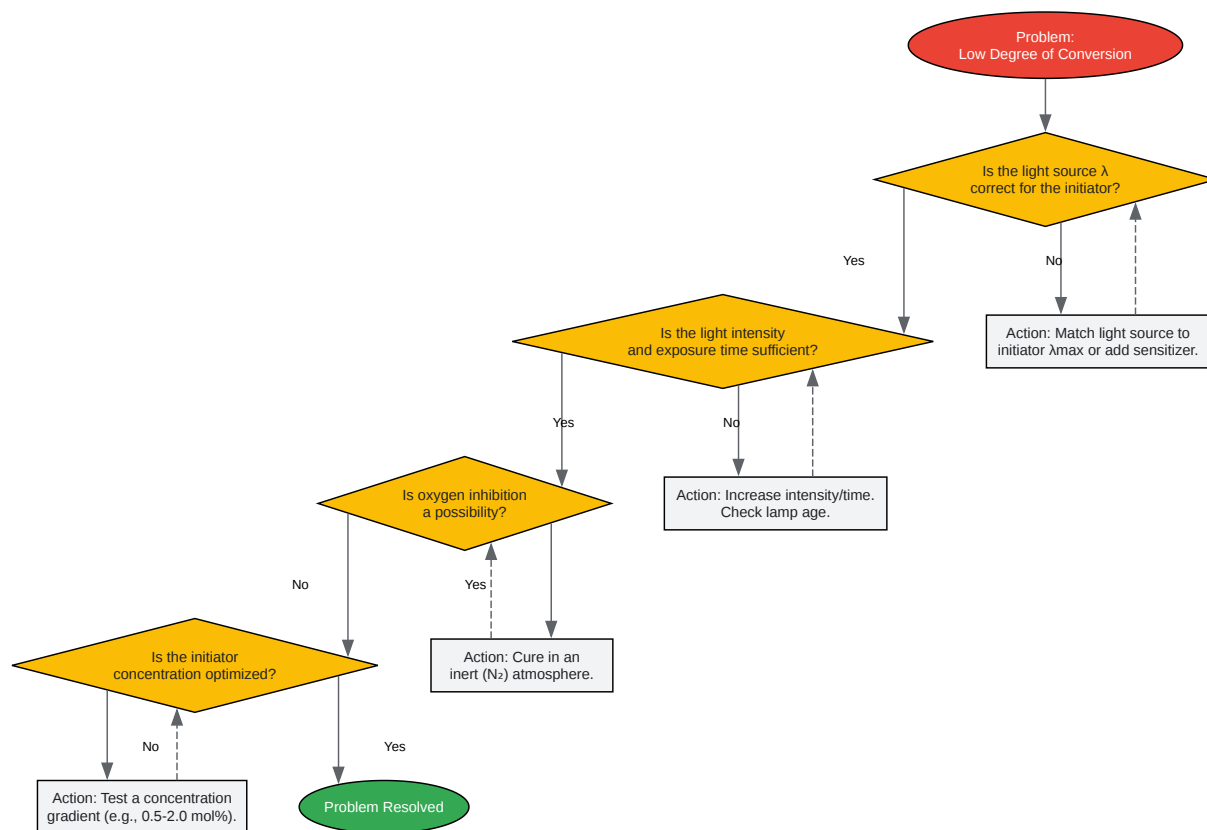 Problem:
Low Degree of Conversion
Is the light source λ
correct for the initiator?
Yes
No
Action: Match light source to
initiator λmax or add sensitizer.
Is the light intensity
and exposure time sufficient?
Yes
No
Action: Increase intensity/time.
Check lamp age.
Is oxygen inhibition
a possibility?
No
Yes
Action: Cure in an
inert (N₂) atmosphere.
Is the initiator
concentration optimized?
No
Yes
Action: Test a concentration
gradient (e.g., 0.5-2.0 mol%).
Problem Resolved